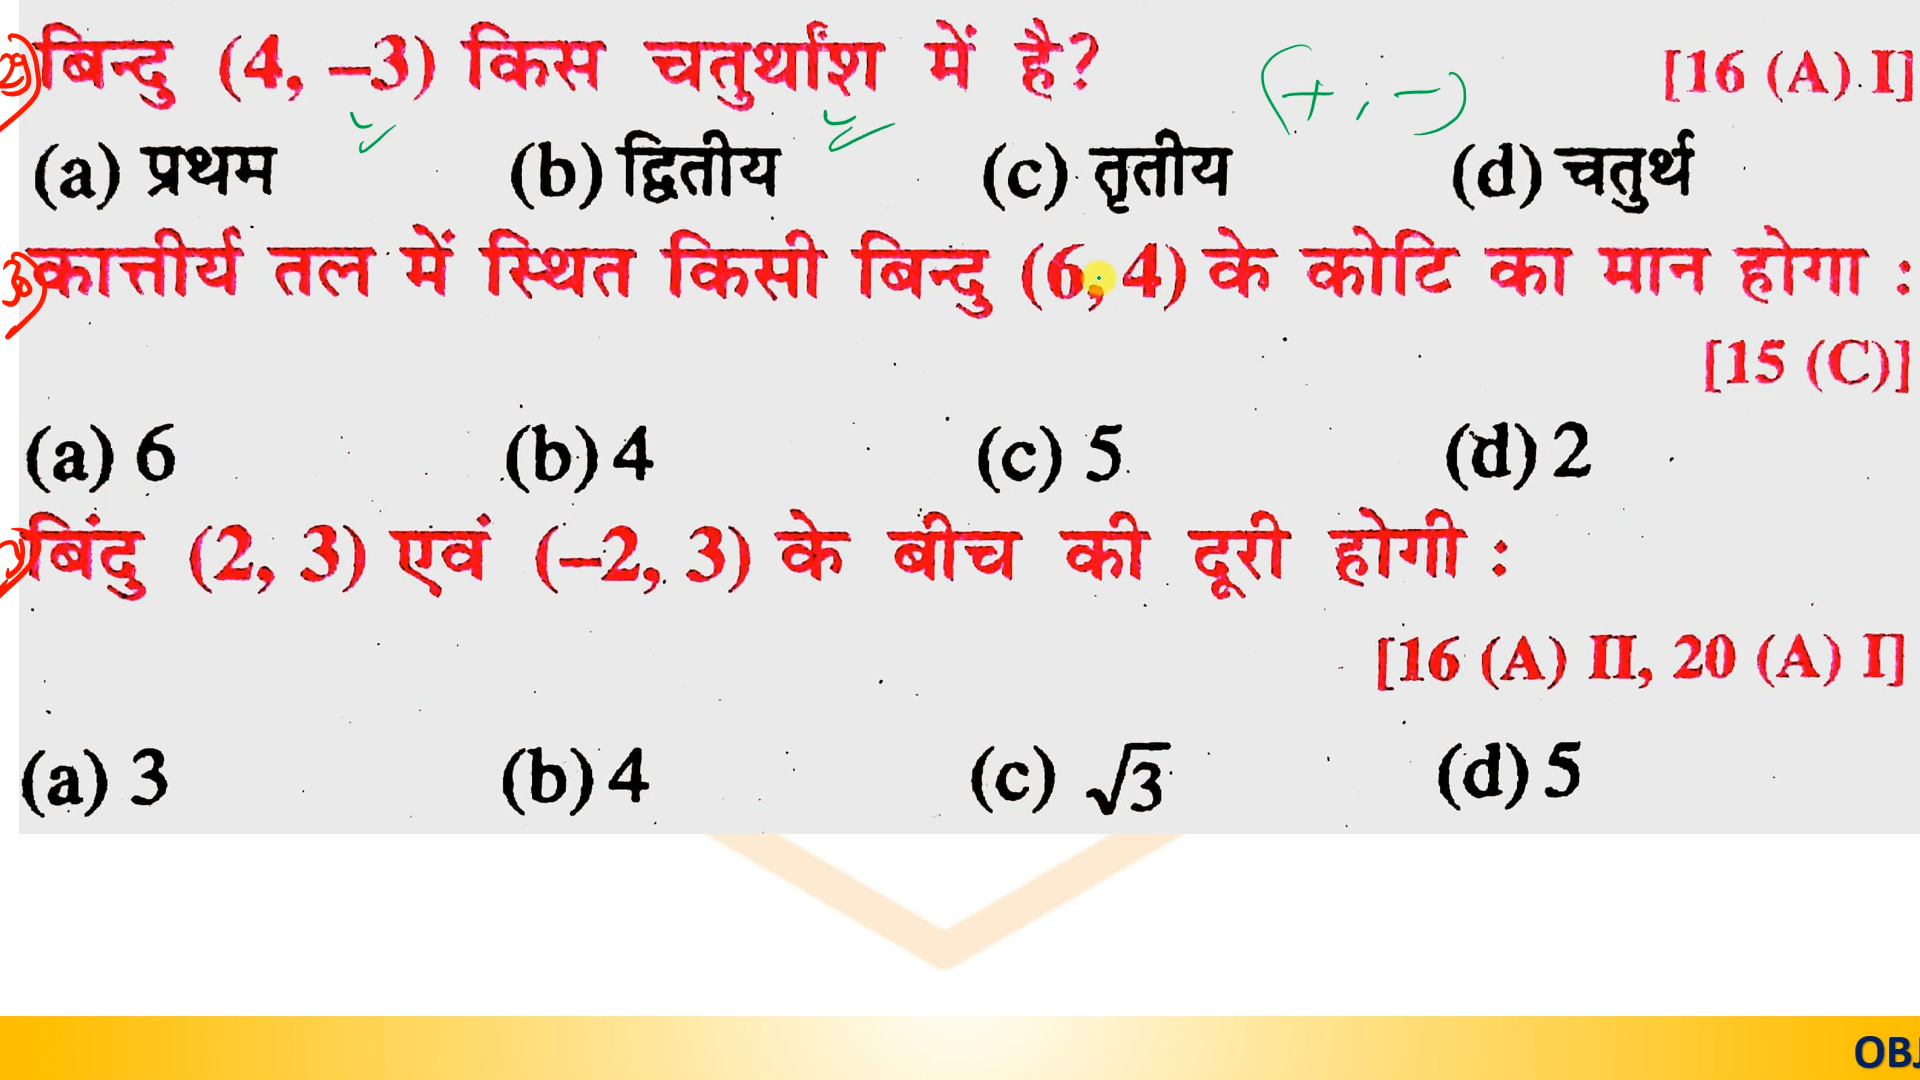 बिन्दु (4, –3) किस चतुर्थांश में है? (+, -) [16 (A) I]
(a) प्रथम (b) द्वितीय (c) तृतीय (d) चतुर्थ
कार्त्तीय तल में स्थित किसी बिन्दु (6, 4) के कोटि का मान होगा :
[15 (C)]
(a) 6 (b) 4 (c) 5 (d) 2
बिंदु (2, 3) एवं (–2, 3) के बीच की दूरी होगी :
[16 (A) II, 20 (A) I]
(a) 3 (b) 4 (c) √3 (d) 5
OBJ